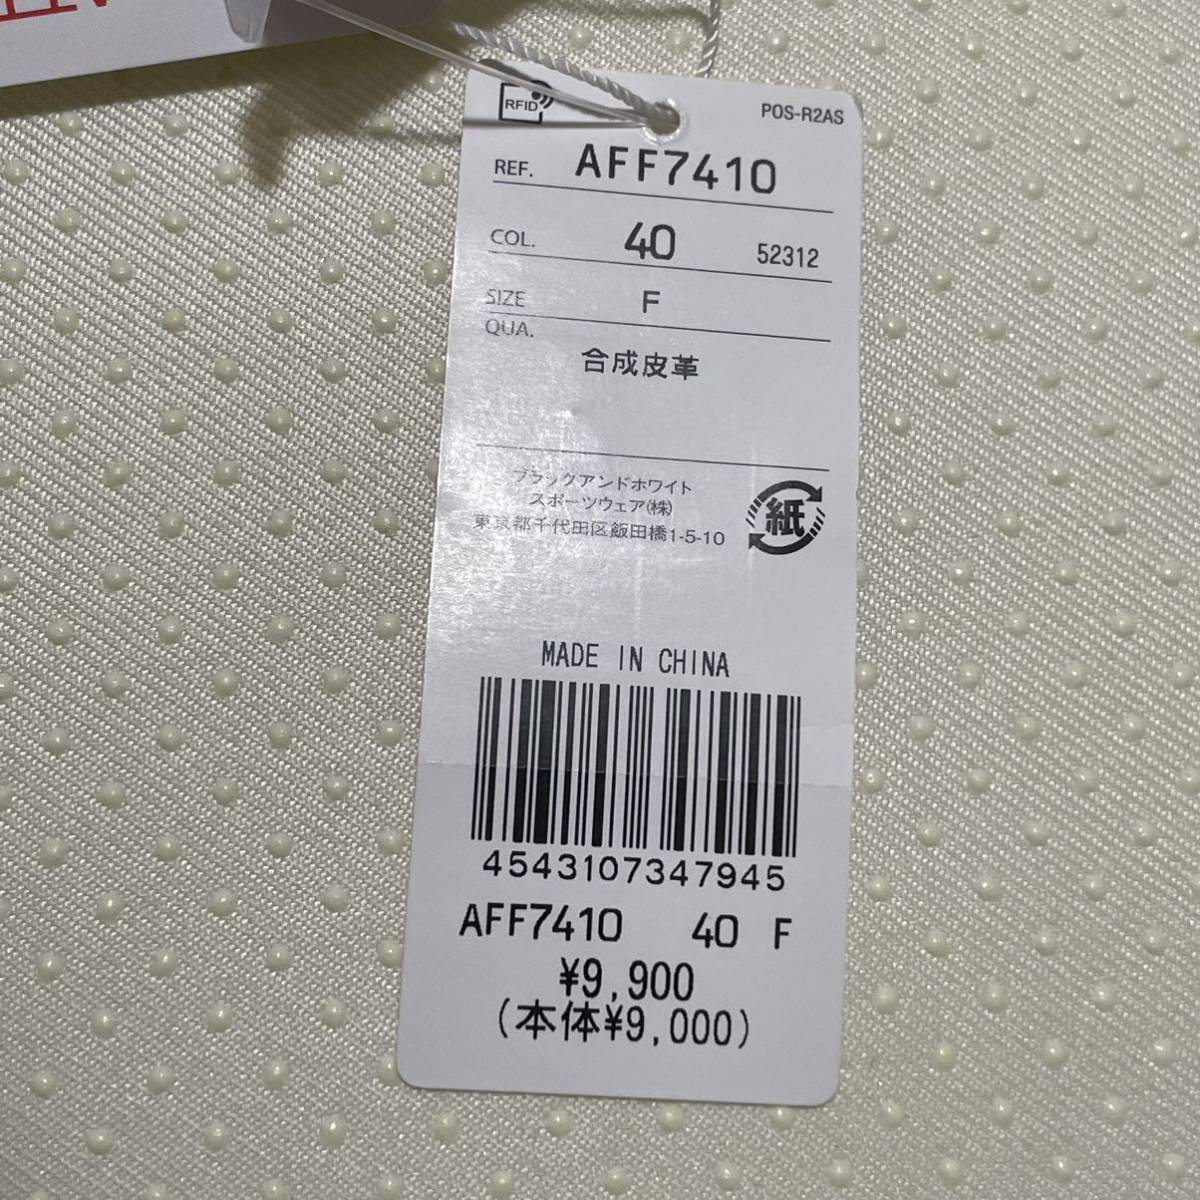 RFID
POS-R2AS
REF. AFF7410
COL. 40 52312
SIZE F
QUA.
合成皮革
ブラックアンドホワイト
スポーツウェア(株)
東京都千代田区飯田橋1-5-10
紙
MADE IN CHINA
4543107347945
AFF7410 40 F
¥9,900
(本体¥9,000)